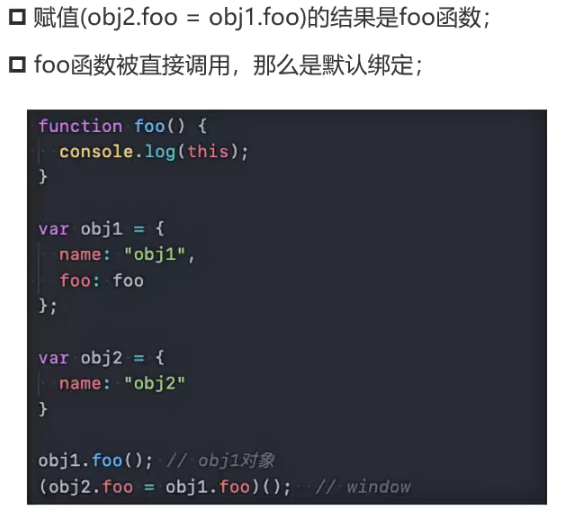 赋值(obj2.foo = obj1.foo)的结果是foo函数；
foo函数被直接调用，那么是默认绑定；
function foo() {
  console.log(this);
}
var obj1 = {
  name: "obj1",
  foo: foo
};
var obj2 = {
  name: "obj2"
}
obj1.foo(); // obj1对象
(obj2.foo = obj1.foo)(); // window